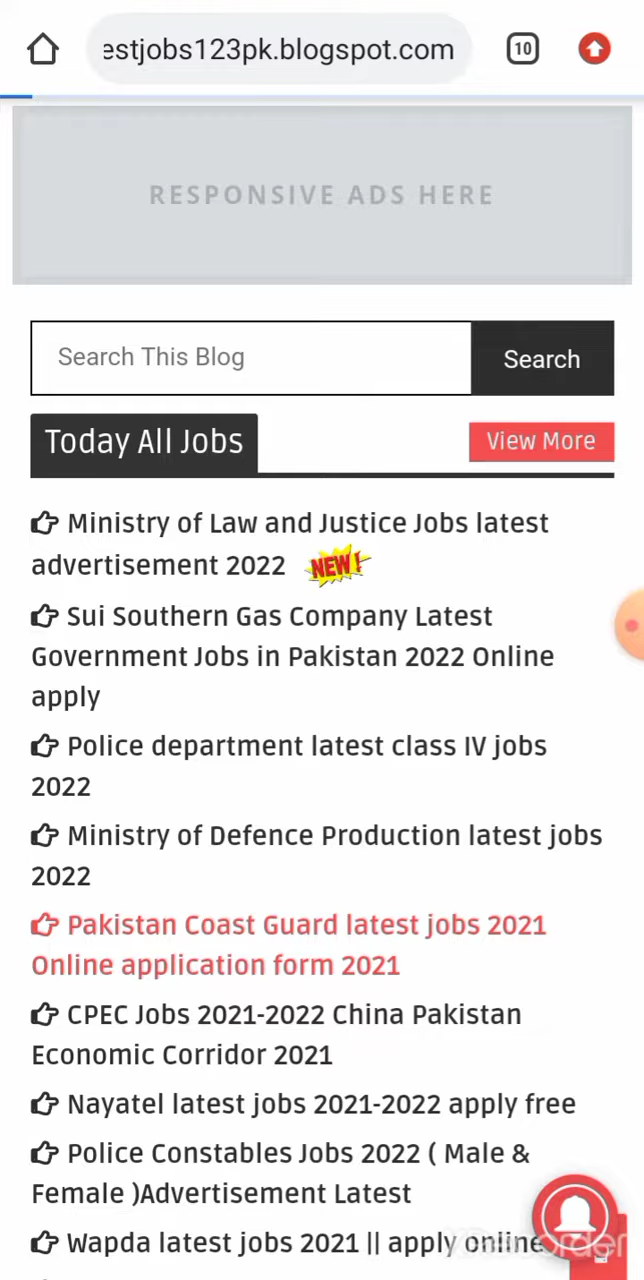 estjobs123pk.blogspot.com
10
RESPONSIVE ADS HERE
Search This Blog
Search
Today All Jobs
View More
Ministry of Law and Justice Jobs latest
advertisement 2022 NEW!
Sui Southern Gas Company Latest
Government Jobs in Pakistan 2022 Online
apply
Police department latest class IV jobs
2022
Ministry of Defence Production latest jobs
2022
Pakistan Coast Guard latest jobs 2021
Online application form 2021
CPEC Jobs 2021-2022 China Pakistan
Economic Corridor 2021
Nayatel latest jobs 2021-2022 apply free
Police Constables Jobs 2022 ( Male &
Female )Advertisement Latest
Wapda latest jobs 2021 || apply online